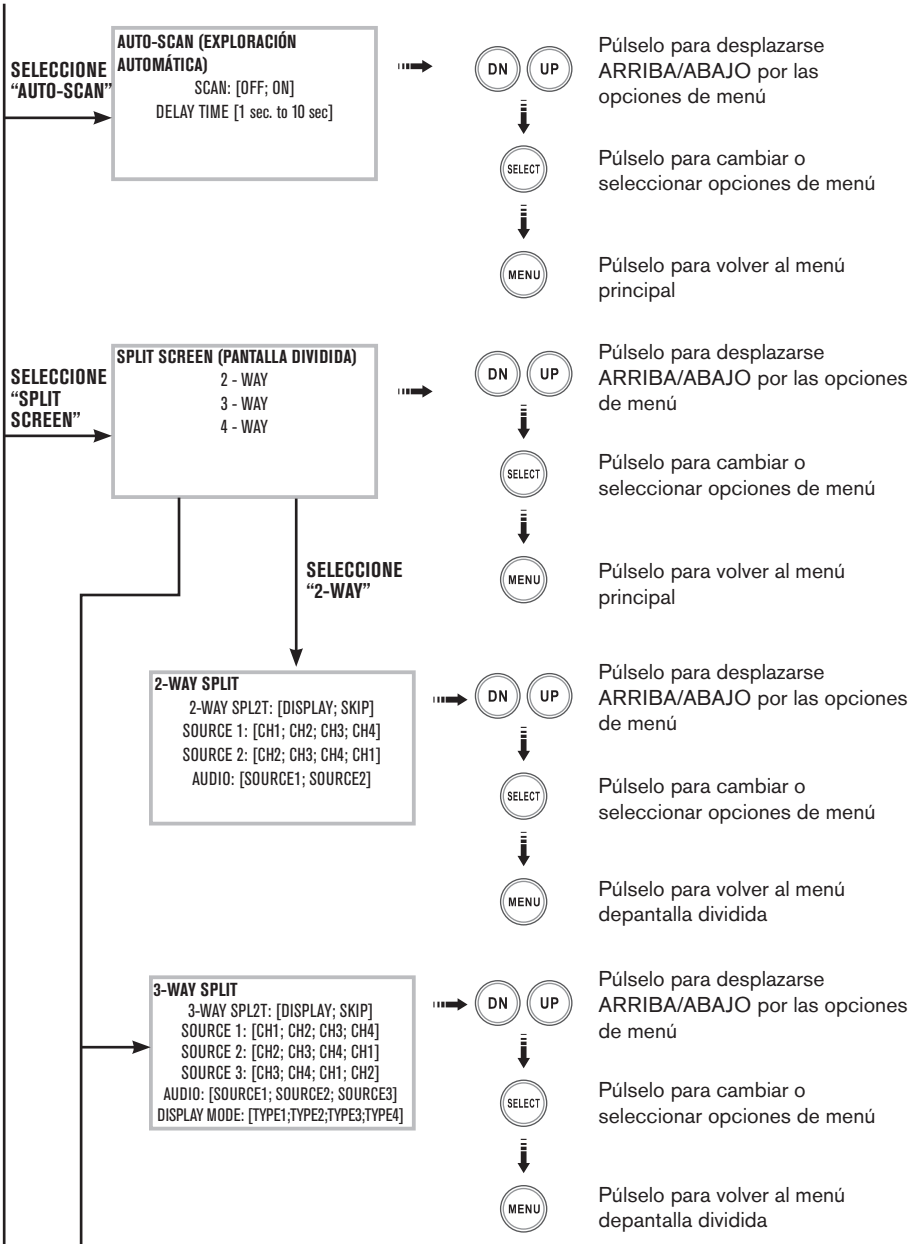 SELECCIONE
“AUTO-SCAN”
AUTO-SCAN (EXPLORACIÓN
AUTOMÁTICA)
SCAN: [OFF; ON]
DELAY TIME [1 sec. to 10 sec]
DN UP
Púlselo para desplazarse
ARRIBA/ABAJO por las
opciones de menú
SELECT
Púlselo para cambiar o
seleccionar opciones de menú
MENU
Púlselo para volver al menú
principal
SELECCIONE
“SPLIT
SCREEN”
SPLIT SCREEN (PANTALLA DIVIDIDA)
2 - WAY
3 - WAY
4 - WAY
DN UP
Púlselo para desplazarse
ARRIBA/ABAJO por las opciones
de menú
SELECT
Púlselo para cambiar o
seleccionar opciones de menú
MENU
Púlselo para volver al menú
principal
SELECCIONE
“2-WAY”
2-WAY SPLIT
2-WAY SPL2T: [DISPLAY; SKIP]
SOURCE 1: [CH1; CH2; CH3; CH4]
SOURCE 2: [CH2; CH3; CH4; CH1]
AUDIO: [SOURCE1; SOURCE2]
DN UP
Púlselo para desplazarse
ARRIBA/ABAJO por las opciones
de menú
SELECT
Púlselo para cambiar o
seleccionar opciones de menú
MENU
Púlselo para volver al menú
depantalla dividida
3-WAY SPLIT
3-WAY SPL2T: [DISPLAY; SKIP]
SOURCE 1: [CH1; CH2; CH3; CH4]
SOURCE 2: [CH2; CH3; CH4; CH1]
SOURCE 3: [CH3; CH4; CH1; CH2]
AUDIO: [SOURCE1; SOURCE2; SOURCE3]
DISPLAY MODE: [TYPE1;TYPE2;TYPE3;TYPE4]
DN UP
Púlselo para desplazarse
ARRIBA/ABAJO por las opciones
de menú
SELECT
Púlselo para cambiar o
seleccionar opciones de menú
MENU
Púlselo para volver al menú
depantalla dividida